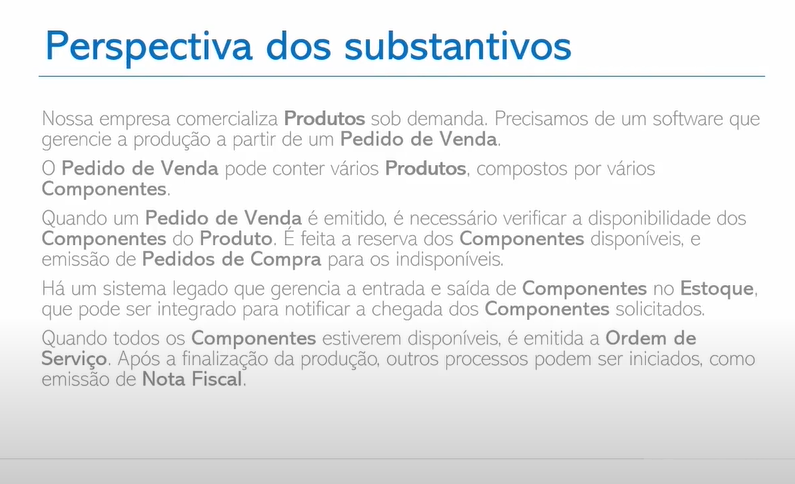 Perspectiva dos substantivos
Nossa empresa comercializa Produtos sob demanda. Precisamos de um software que
gerencie a produção a partir de um Pedido de Venda.
O Pedido de Venda pode conter vários Produtos, compostos por vários
Componentes.
Quando um Pedido de Venda é emitido, é necessário verificar a disponibilidade dos
Componentes do Produto. É feita a reserva dos Componentes disponíveis, e
emissão de Pedidos de Compra para os indisponíveis.
Há um sistema legado que gerencia a entrada e saída de Componentes no Estoque,
que pode ser integrado para notificar a chegada dos Componentes solicitados.
Quando todos os Componentes estiverem disponíveis, é emitida a Ordem de
Serviço. Após a finalização da produção, outros processos podem ser iniciados, como
emissão de Nota Fiscal.